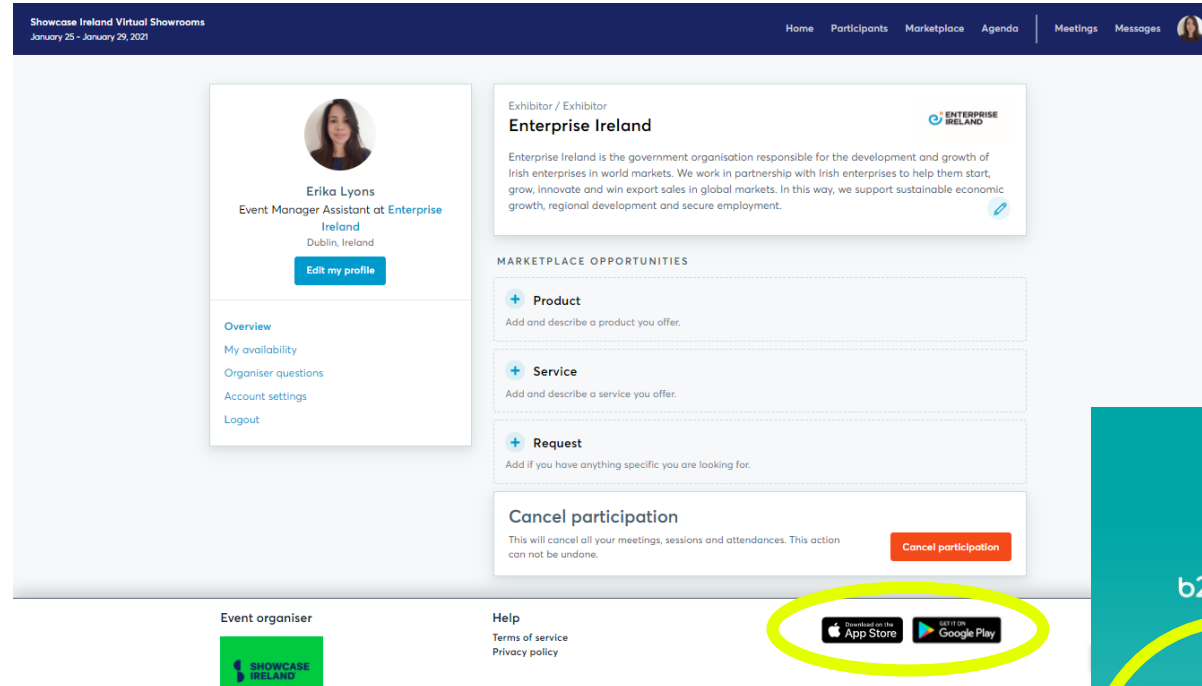 Showcase Ireland Virtual Showrooms
January 25 - January 29, 2021
Home Participants Marketplace Agenda Meetings Messages
Erika Lyons
Event Manager Assistant at Enterprise
Ireland
Dublin, Ireland
Edit my profile
Overview
My availability
Organiser questions
Account settings
Logout
Exhibitor / Exhibitor
Enterprise Ireland
ENTERPRISE
IRELAND
Enterprise Ireland is the government organisation responsible for the development and growth of
Irish enterprises in world markets. We work in partnership with Irish enterprises to help them start,
grow, innovate and win export sales in global markets. In this way, we support sustainable economic
growth, regional development and secure employment.
MARKETPLACE OPPORTUNITIES
+ Product
Add and describe a product you offer.
+ Service
Add and describe a service you offer.
+ Request
Add if you have anything specific you are looking for.
Cancel participation
This will cancel all your meetings, sessions and attendances. This action
can not be undone.
Cancel participation
Event organiser
SHOWCASE
IRELAND
Help
Terms of service
Privacy policy
Download on the
App Store
GET IT ON
Google Play
b2